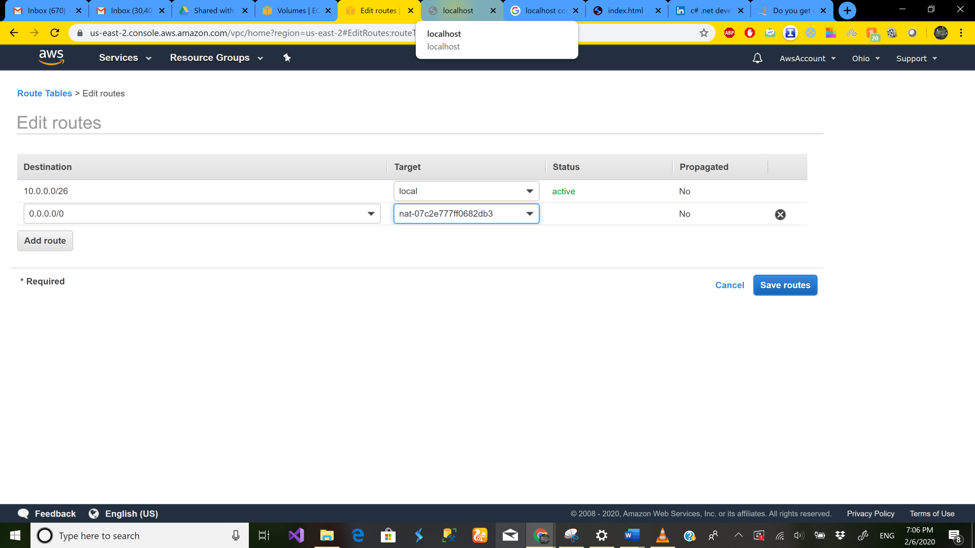 Inbox (670)
Inbox (30,40
Shared with
Volumes | E
Edit routes |
localhost
localhost co
index.html
c# .net deve
Do you get
us-east-2.console.aws.amazon.com/vpc/home?region=us-east-2#EditRoutes:routeT
localhost
localhost
ABP
20
aws
Services
Resource Groups
AwsAccount
Ohio
Support
Route Tables > Edit routes
Edit routes
Destination Target Status Propagated
10.0.0.0/26 local active No
0.0.0.0/0 nat-07c2e777ff0682db3 No
Add route
* Required
Cancel
Save routes
Feedback
English (US)
© 2008 - 2020, Amazon Web Services, Inc. or its affiliates. All rights reserved.
Privacy Policy
Terms of Use
Type here to search
ENG
7:06 PM
2/6/2020
8